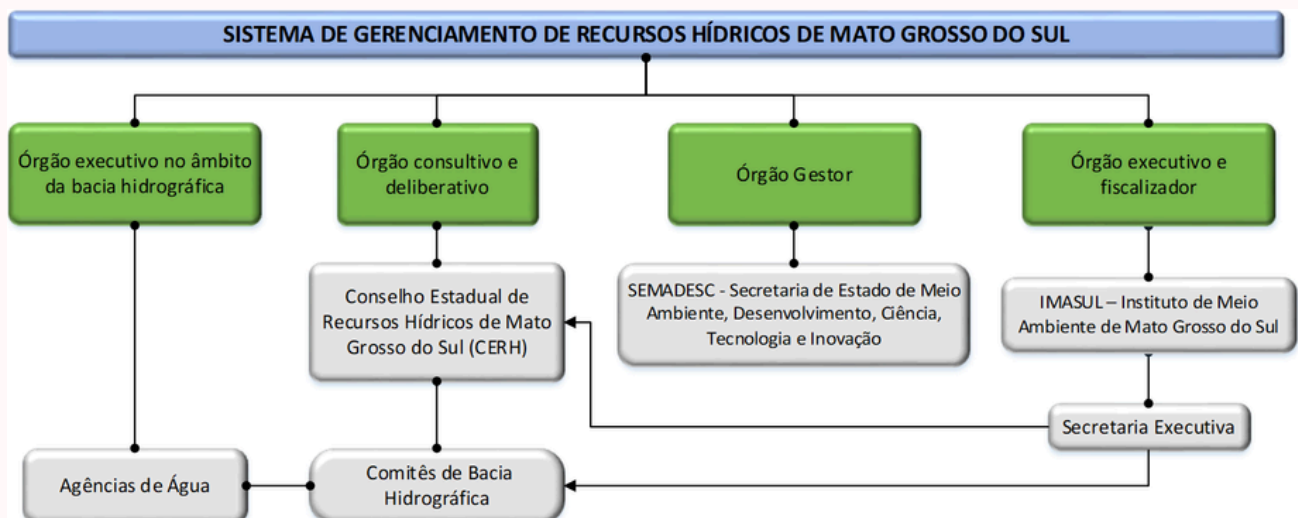 SISTEMA DE GERENCIAMENTO DE RECURSOS HÍDRICOS DE MATO GROSSO DO SUL
Órgão executivo no âmbito
da bacia hidrográfica
Órgão consultivo e
deliberativo
Órgão Gestor
Órgão executivo e
fiscalizador
Conselho Estadual de
Recursos Hídricos de Mato
Grosso do Sul (CERH)
SEMADESC - Secretaria de Estado de Meio
Ambiente, Desenvolvimento, Ciência,
Tecnologia e Inovação
IMASUL – Instituto de Meio
Ambiente de Mato Grosso do Sul
Secretaria Executiva
Agências de Água
Comitês de Bacia
Hidrográfica